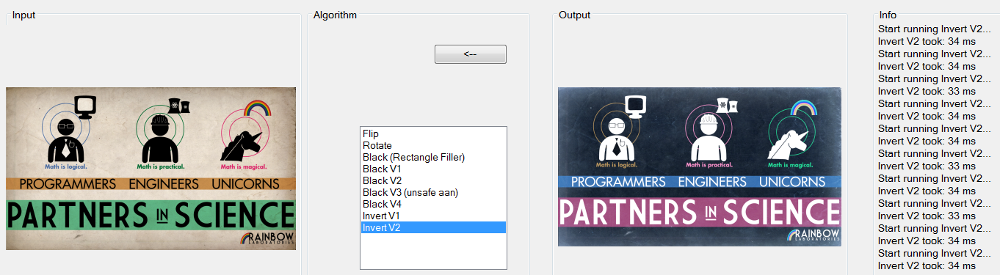 Input
Math is logical. Math is practical. Math is magical.
PROGRAMMERS ENGINEERS UNICORNS
PARTNERS IN SCIENCE
RAINBOW
LABORATORIES
Algorithm
<--
Flip
Rotate
Black (Rectangle Filler)
Black V1
Black V2
Black V3 (unsafe aan)
Black V4
Invert V1
Invert V2
Output
Math is logical. Math is practical. Math is magical.
PROGRAMMERS ENGINEERS UNICORNS
PARTNERS IN SCIENCE
RAINBOW
LABORATORIES
Info
Start running Invert V2...
Invert V2 took: 34 ms
Start running Invert V2...
Invert V2 took: 34 ms
Start running Invert V2...
Invert V2 took: 33 ms
Start running Invert V2...
Invert V2 took: 34 ms
Start running Invert V2...
Invert V2 took: 34 ms
Start running Invert V2...
Invert V2 took: 33 ms
Start running Invert V2...
Invert V2 took: 34 ms
Start running Invert V2...
Invert V2 took: 33 ms
Start running Invert V2...
Invert V2 took: 34 ms
Start running Invert V2...
Invert V2 took: 34 ms